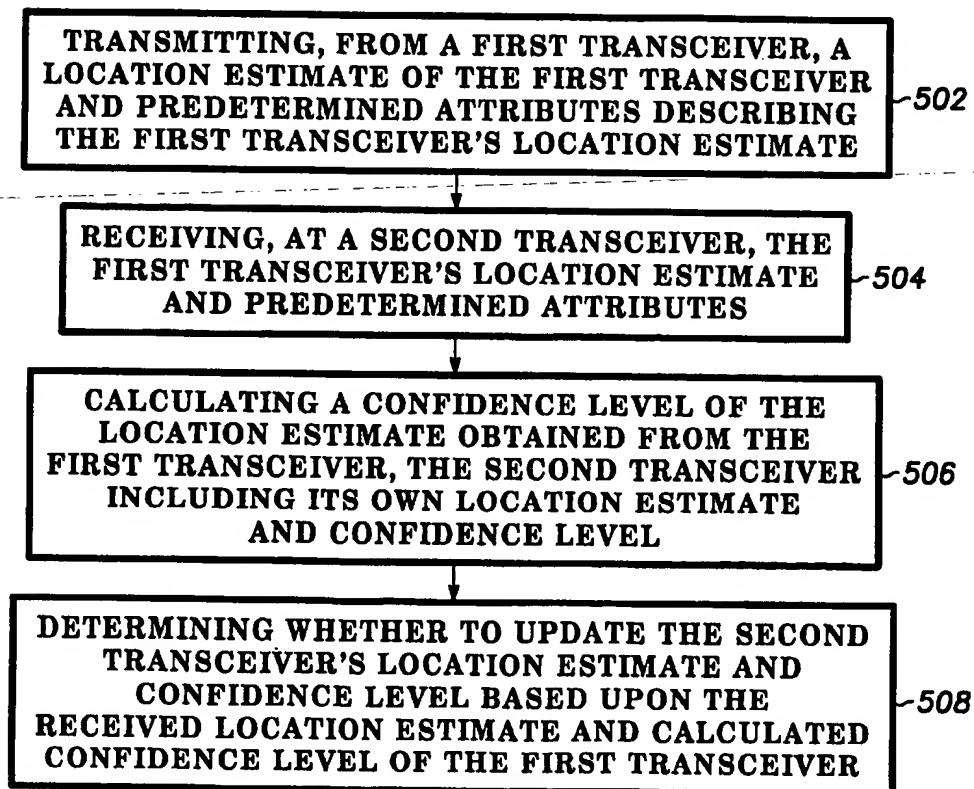 TRANSMITTING, FROM A FIRST TRANSCEIVER, A
LOCATION ESTIMATE OF THE FIRST TRANSCEIVER
AND PREDETERMINED ATTRIBUTES DESCRIBING
THE FIRST TRANSCEIVER'S LOCATION ESTIMATE
502
RECEIVING, AT A SECOND TRANSCEIVER, THE
FIRST TRANSCEIVER'S LOCATION ESTIMATE
AND PREDETERMINED ATTRIBUTES
504
CALCULATING A CONFIDENCE LEVEL OF THE
LOCATION ESTIMATE OBTAINED FROM THE
FIRST TRANSCEIVER, THE SECOND TRANSCEIVER
INCLUDING ITS OWN LOCATION ESTIMATE
AND CONFIDENCE LEVEL
506
DETERMINING WHETHER TO UPDATE THE SECOND
TRANSCEIVER'S LOCATION ESTIMATE AND
CONFIDENCE LEVEL BASED UPON THE
RECEIVED LOCATION ESTIMATE AND CALCULATED
CONFIDENCE LEVEL OF THE FIRST TRANSCEIVER
508